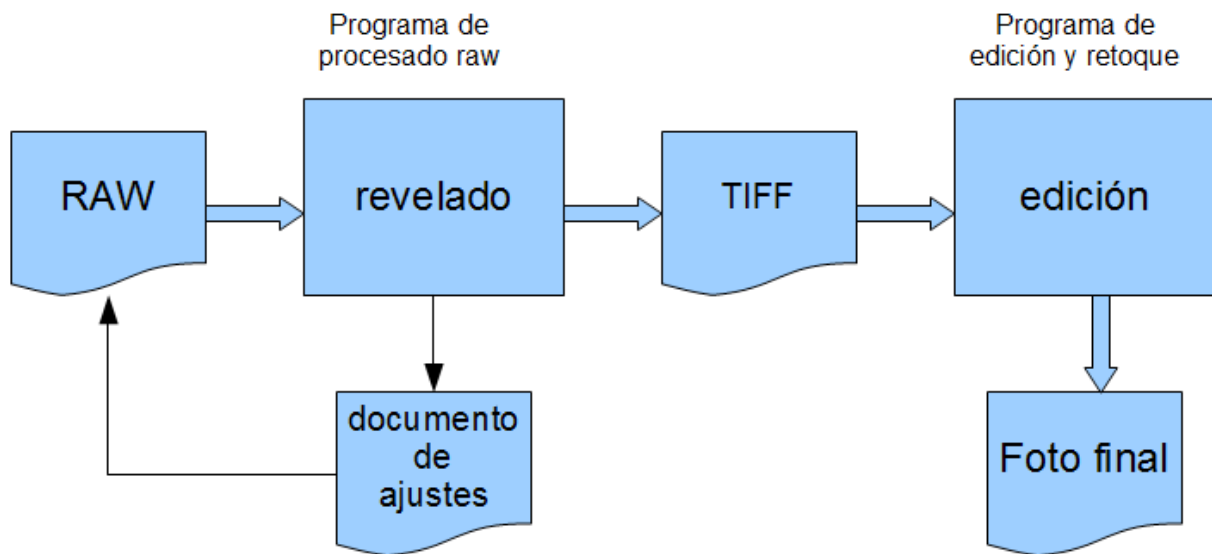 Programa de
procesado raw
Programa de
edición y retoque
RAW
revelado
TIFF
edición
documento
de
ajustes
Foto final